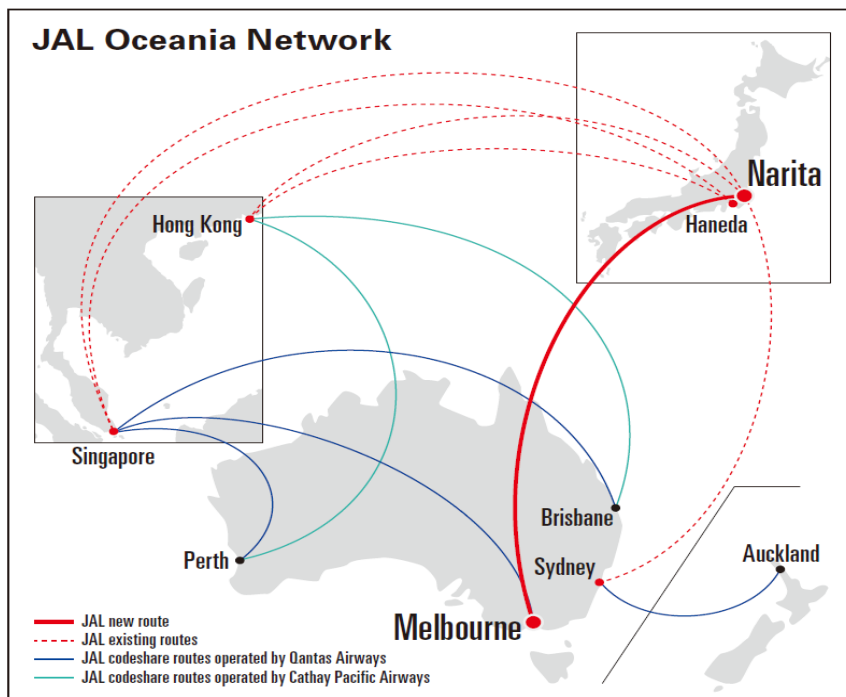 JAL Oceania Network
Narita
Haneda
Hong Kong
Singapore
Brisbane
Perth
Sydney
Auckland
Melbourne
JAL new route
JAL existing routes
JAL codeshare routes operated by Qantas Airways
JAL codeshare routes operated by Cathay Pacific Airways